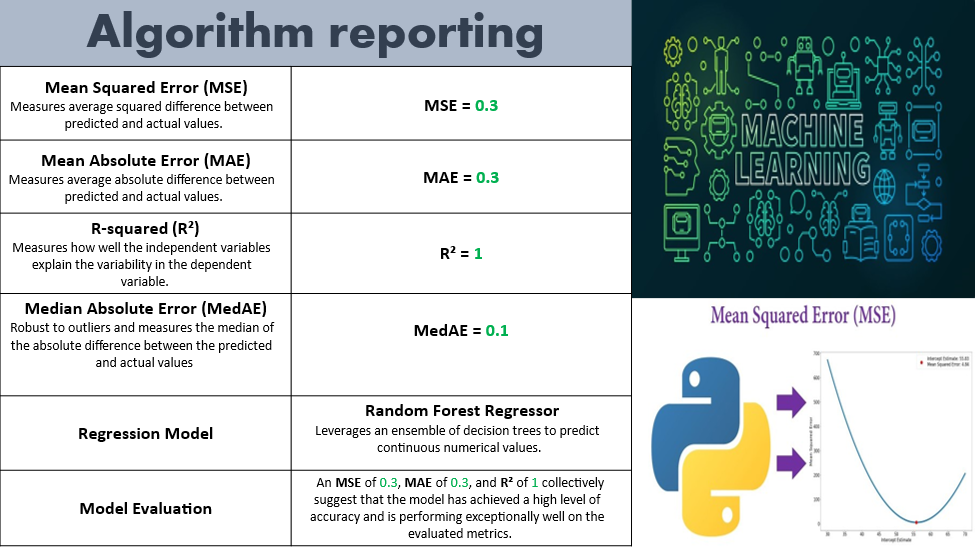 Algorithm reporting
Mean Squared Error (MSE)
Measures average squared difference between
predicted and actual values.
MSE = 0.3
Mean Absolute Error (MAE)
Measures average absolute difference between
predicted and actual values.
MAE = 0.3
R-squared (R²)
Measures how well the independent variables
explain the variability in the dependent
variable.
R² = 1
Median Absolute Error (MedAE)
Robust to outliers and measures the median of
the absolute difference between the predicted
and actual values
MedAE = 0.1
Regression Model
Random Forest Regressor
Leverages an ensemble of decision trees to predict
continuous numerical values.
Model Evaluation
An MSE of 0.3, MAE of 0.3, and R² of 1 collectively
suggest that the model has achieved a high level of
accuracy and is performing exceptionally well on the
evaluated metrics.
MACHINE
LEARNING
Mean Squared Error (MSE)
Mean Squared Error
Intercept Estimate